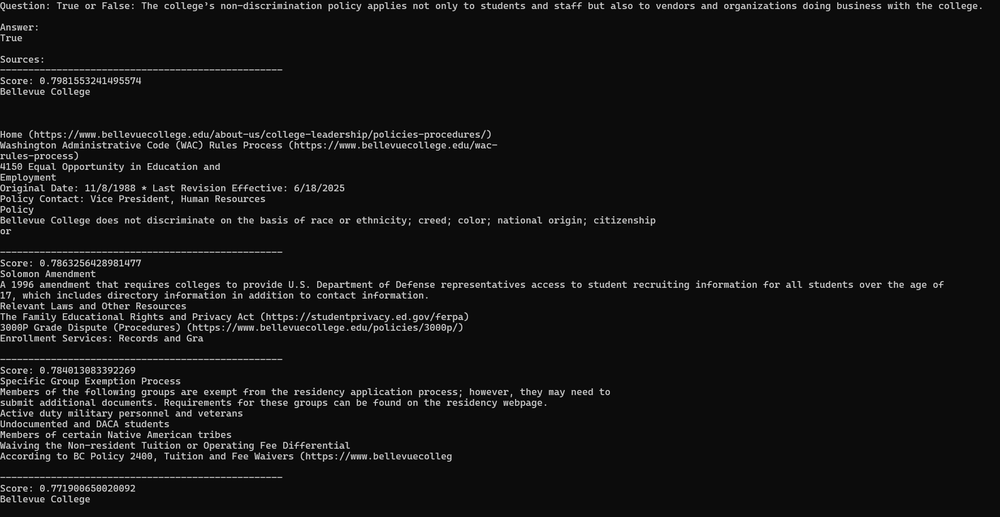 Question: True or False: The college’s non-discrimination policy applies not only to students and staff but also to vendors and organizations doing business with the college.
Answer:
True
Sources:
--------------------------------------------------
Score: 0.7981553241495574
Bellevue College
Home (https://www.bellevuecollege.edu/about-us/college-leadership/policies-procedures/)
Washington Administrative Code (WAC) Rules Process (https://www.bellevuecollege.edu/wac-
rules-process)
4150 Equal Opportunity in Education and
Employment
Original Date: 11/8/1988 * Last Revision Effective: 6/18/2025
Policy Contact: Vice President, Human Resources
Policy
Bellevue College does not discriminate on the basis of race or ethnicity; creed; color; national origin; citizenship
or
--------------------------------------------------
Score: 0.7863256428981477
Solomon Amendment
A 1996 amendment that requires colleges to provide U.S. Department of Defense representatives access to student recruiting information for all students over the age of
17, which includes directory information in addition to contact information.
Relevant Laws and Other Resources
The Family Educational Rights and Privacy Act (https://studentprivacy.ed.gov/ferpa)
3000P Grade Dispute (Procedures) (https://www.bellevuecollege.edu/policies/3000p/)
Enrollment Services: Records and Gra
--------------------------------------------------
Score: 0.784013083392269
Specific Group Exemption Process
Members of the following groups are exempt from the residency application process; however, they may need to
submit additional documents. Requirements for these groups can be found on the residency webpage.
Active duty military personnel and veterans
Undocumented and DACA students
Members of certain Native American tribes
Waiving the Non-resident Tuition or Operating Fee Differential
According to BC Policy 2400, Tuition and Fee Waivers (https://www.bellevuecolleg
--------------------------------------------------
Score: 0.771900650020092
Bellevue College